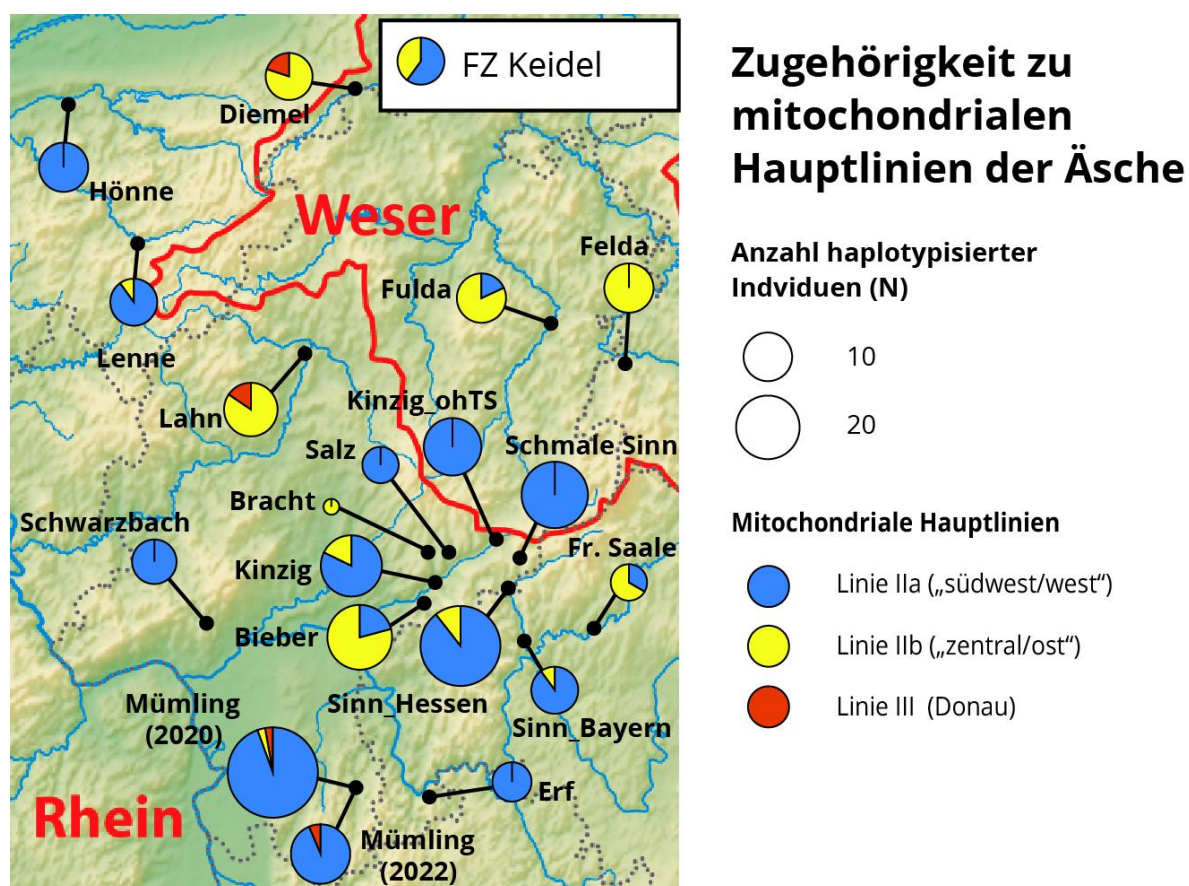 FZ Keidel
Diemel
Hönne
Weser
Felda
Fulda
Lenne
Lahn
Kinzig_ohTS
Salz
Schmale Sinn
Bracht
Schwarzbach
Fr. Saale
Kinzig
Bieber
Mümling
(2020)
Sinn_Hessen
Sinn_Bayern
Erf
Rhein
Mümling
(2022)
Zugehörigkeit zu
mitochondrialen
Hauptlinien der Äsche
Anzahl haplotypisierter
Indviduen (N)
10
20
Mitochondriale Hauptlinien
Linie IIa („südwest/west“)
Linie IIb („zentral/ost“)
Linie III (Donau)